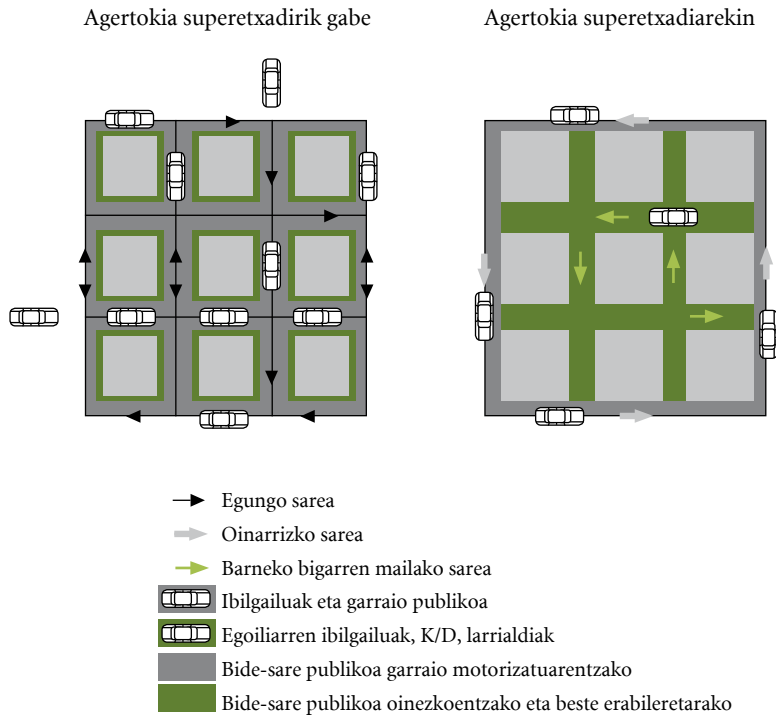 Agertokia superetxadirik gabe
Agertokia superetxadiarekin
Egungo sarea
Oinarrizko sarea
Barneko bigarren mailako sarea
Ibilgailuak eta garraio publikoa
Egoiliarren ibilgailuak, K/D, larrialdiak
Bide-sare publikoa garraio motorizatuarentzako
Bide-sare publikoa oinezkoentzako eta beste erabileretarako